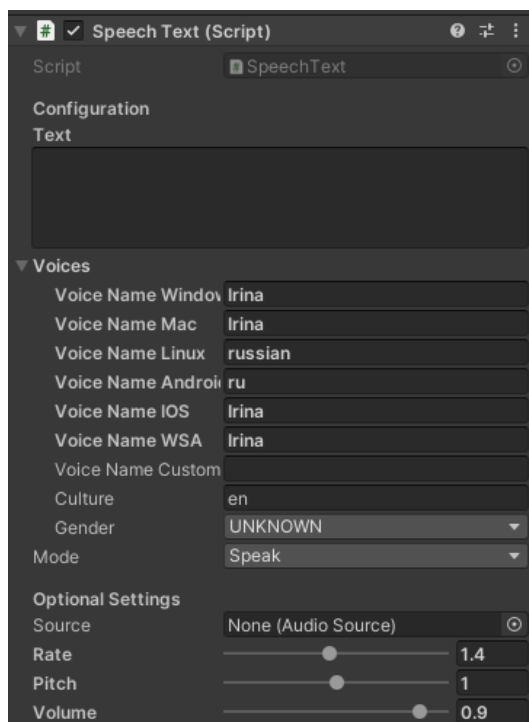 Speech Text (Script)
Script SpeechText
Configuration
Text
Voices
Voice Name Window Irina
Voice Name Mac Irina
Voice Name Linux russian
Voice Name Androi ru
Voice Name IOS Irina
Voice Name WSA Irina
Voice Name Custom
Culture en
Gender UNKNOWN
Mode Speak
Optional Settings
Source None (Audio Source)
Rate 1.4
Pitch 1
Volume 0.9